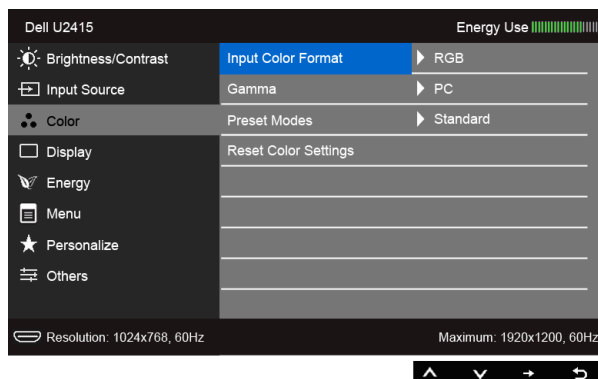 Dell U2415 Energy Use
Brightness/Contrast Input Color Format RGB
Input Source Gamma PC
Color Preset Modes Standard
Display Reset Color Settings
Energy
Menu
Personalize
Others
Resolution: 1024x768, 60Hz Maximum: 1920x1200, 60Hz